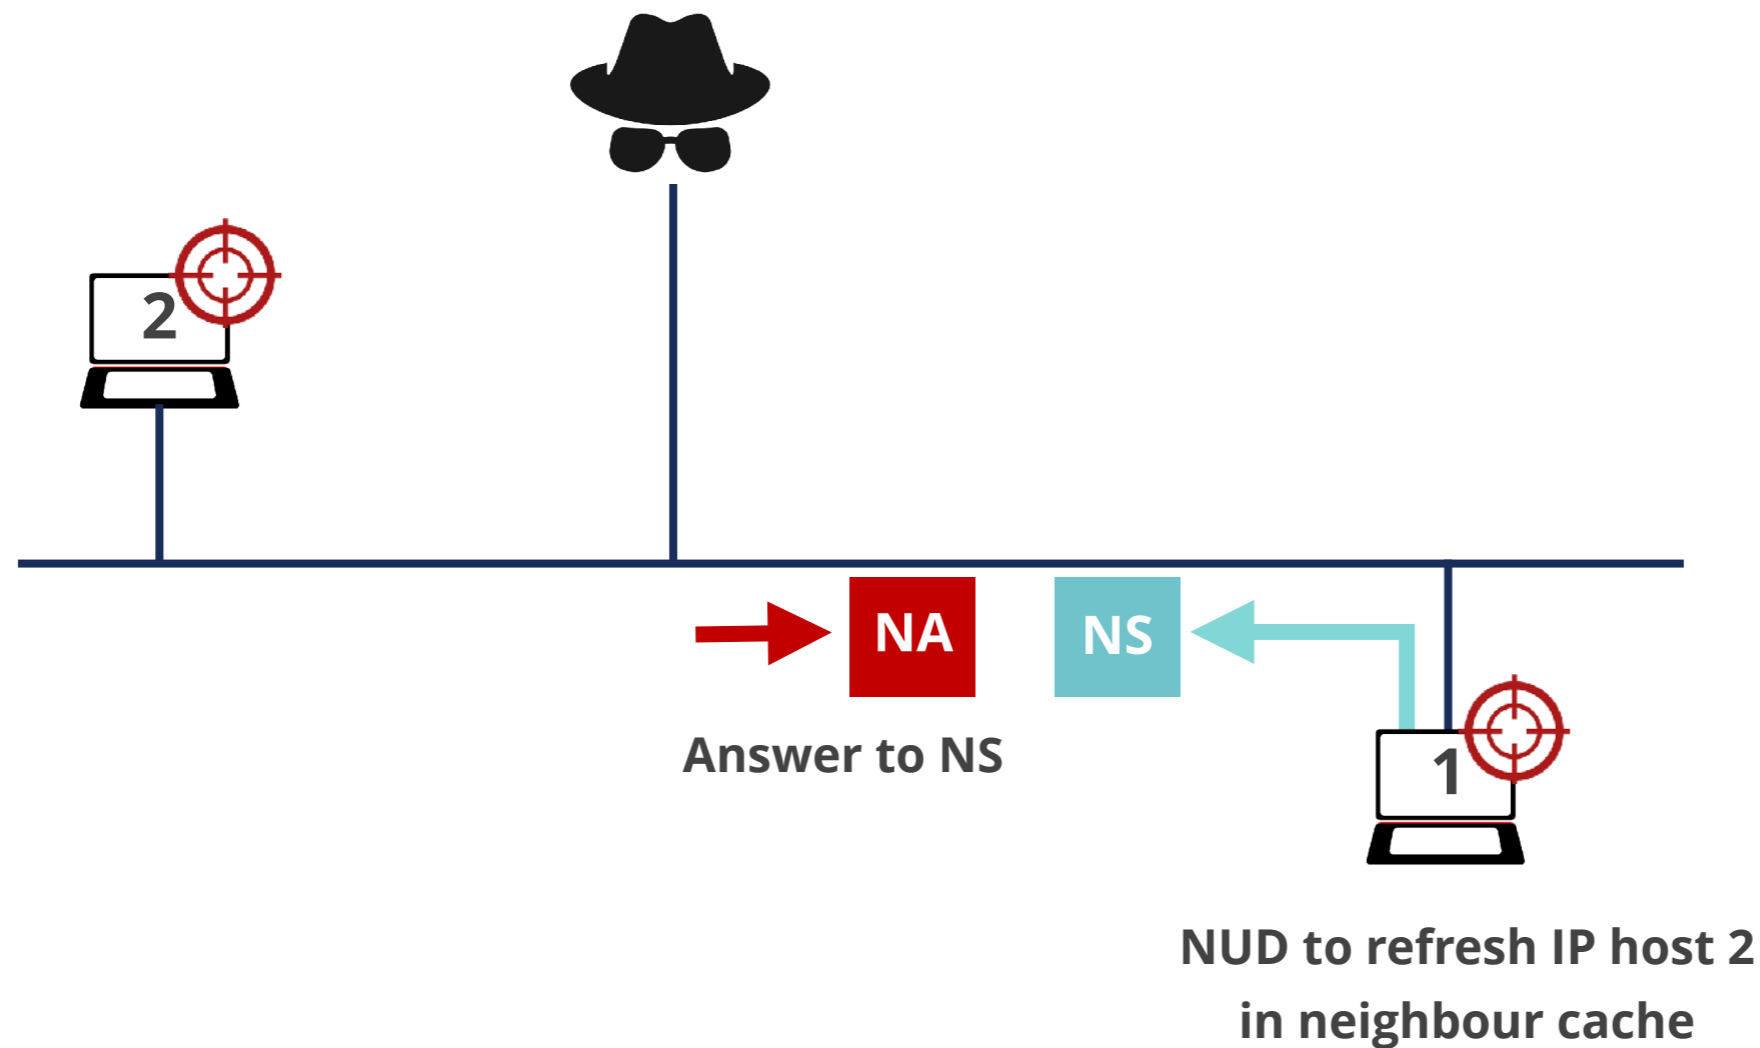 2
NA
NS
Answer to NS
1
NUD to refresh IP host 2
in neighbour cache